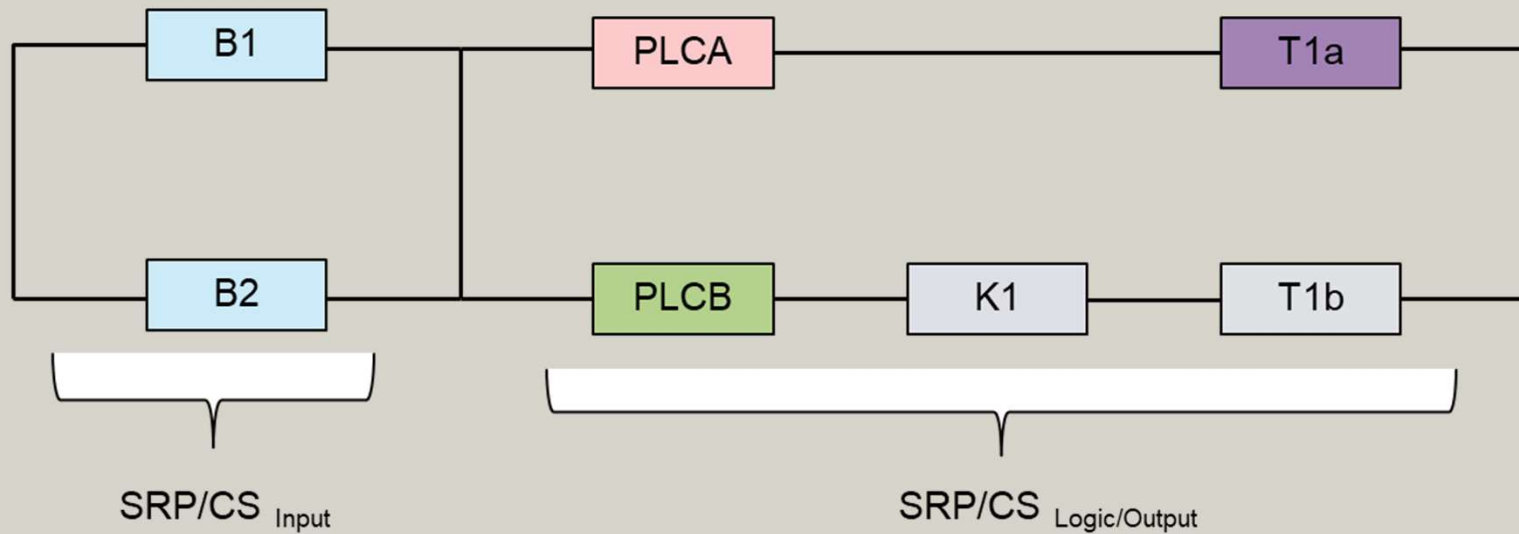 B1
PLCA
T1a
B2
PLCB
K1
T1b
SRP/CS Input
SRP/CS Logic/Output